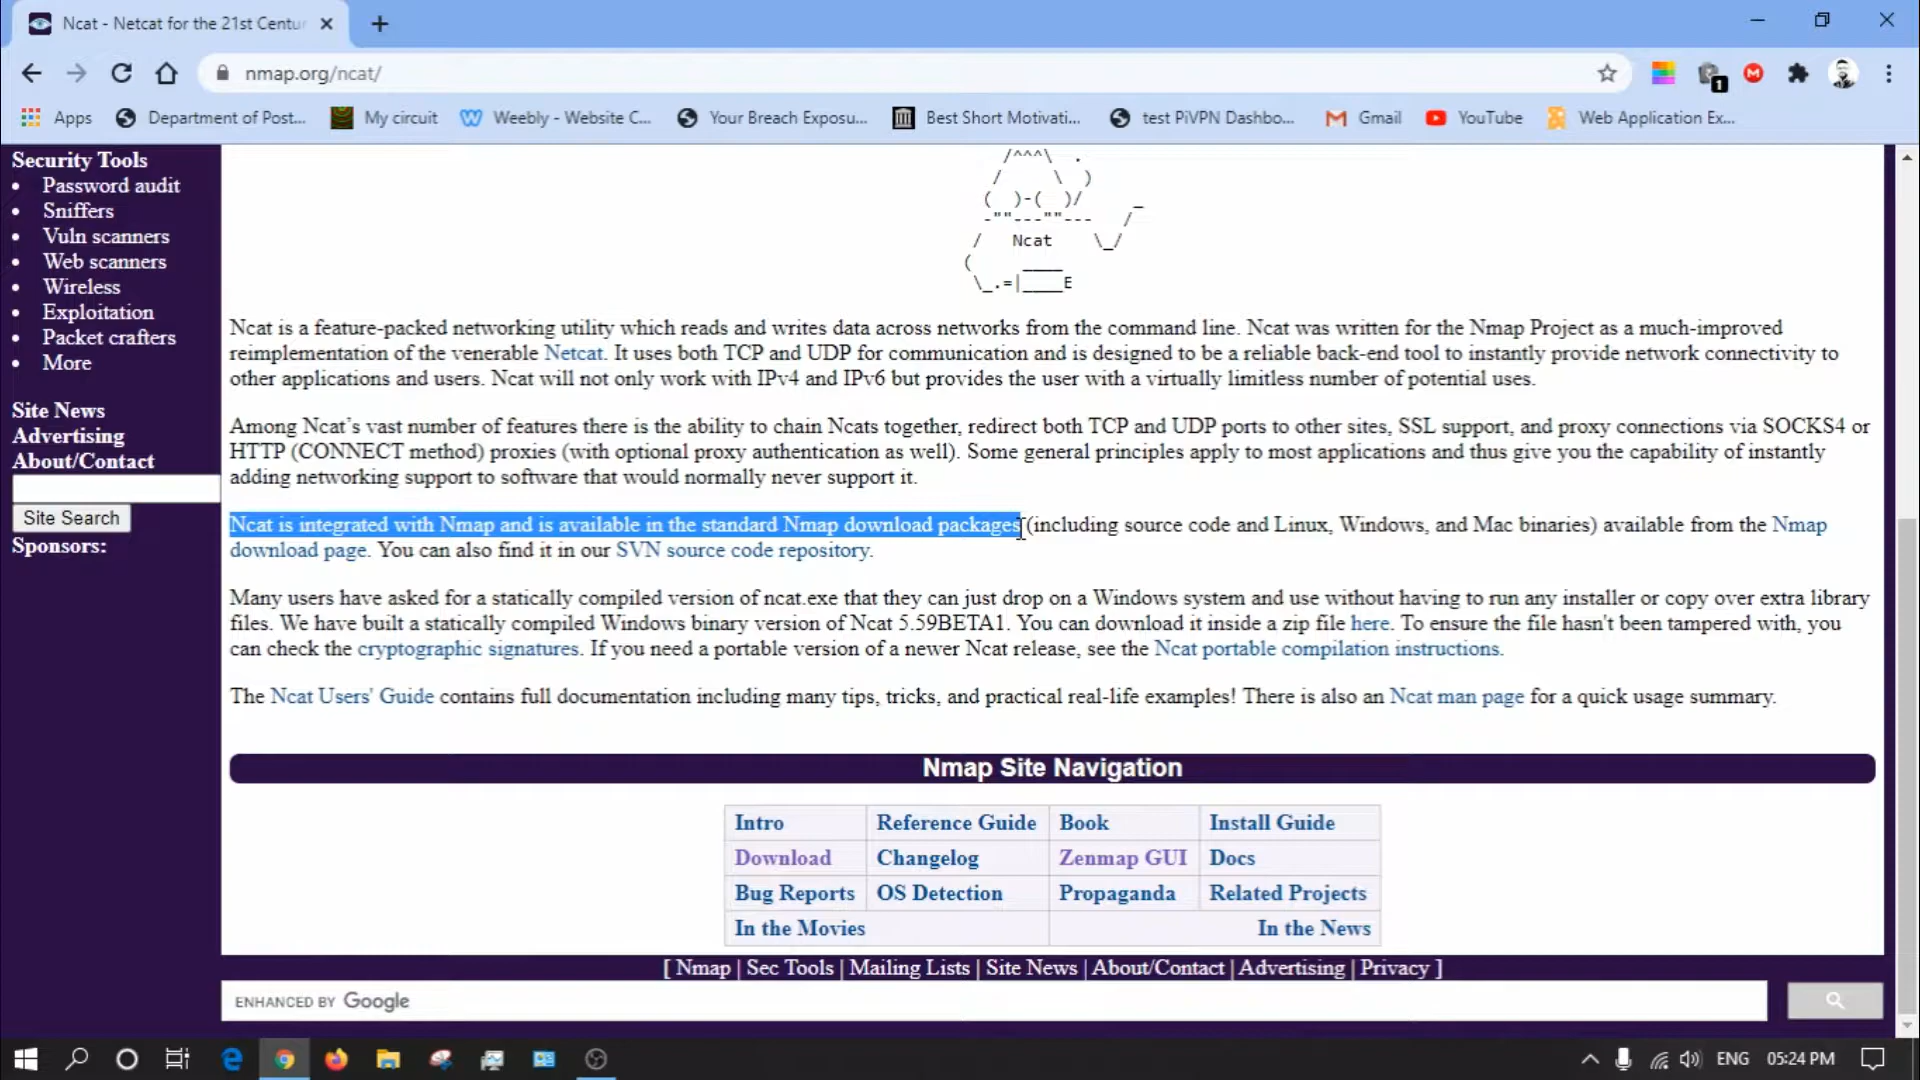 Ncat - Netcat for the 21st Centu
nmap.org/ncat/
1
Apps Department of Post... My circuit Weebly - Website C... Your Breach Exposu... Best Short Motivati... test PiVPN Dashbo... Gmail YouTube Web Application Ex...
Security Tools
• Password audit
• Sniffers
• Vuln scanners
• Web scanners
• Wireless
• Exploitation
• Packet crafters
• More
Site News
Advertising
About/Contact
Site Search
Sponsors:
/^^^\ .
/ \ )
( )-( )/ _
-""---""--- /
/ Ncat \_/
( ____
\_.=|____E
Ncat is a feature-packed networking utility which reads and writes data across networks from the command line. Ncat was written for the Nmap Project as a much-improved
reimplementation of the venerable Netcat. It uses both TCP and UDP for communication and is designed to be a reliable back-end tool to instantly provide network connectivity to
other applications and users. Ncat will not only work with IPv4 and IPv6 but provides the user with a virtually limitless number of potential uses.
Among Ncat's vast number of features there is the ability to chain Ncats together, redirect both TCP and UDP ports to other sites, SSL support, and proxy connections via SOCKS4 or
HTTP (CONNECT method) proxies (with optional proxy authentication as well). Some general principles apply to most applications and thus give you the capability of instantly
adding networking support to software that would normally never support it.
Ncat is integrated with Nmap and is available in the standard Nmap download packages (including source code and Linux, Windows, and Mac binaries) available from the Nmap
download page. You can also find it in our SVN source code repository.
Many users have asked for a statically compiled version of ncat.exe that they can just drop on a Windows system and use without having to run any installer or copy over extra library
files. We have built a statically compiled Windows binary version of Ncat 5.59BETA1. You can download it inside a zip file here. To ensure the file hasn't been tampered with, you
can check the cryptographic signatures. If you need a portable version of a newer Ncat release, see the Ncat portable compilation instructions.
The Ncat Users' Guide contains full documentation including many tips, tricks, and practical real-life examples! There is also an Ncat man page for a quick usage summary.
Nmap Site Navigation
Intro Reference Guide Book Install Guide
Download Changelog Zenmap GUI Docs
Bug Reports OS Detection Propaganda Related Projects
In the Movies In the News
[ Nmap | Sec Tools | Mailing Lists | Site News | About/Contact | Advertising | Privacy ]
ENHANCED BY Google
ENG 05:24 PM